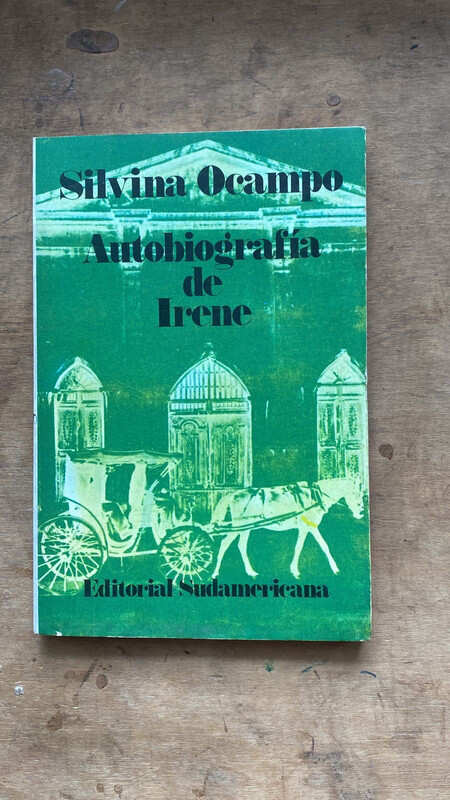 Silvina Ocampo
Autobiografía
de
Irene
Editorial Sudamericana